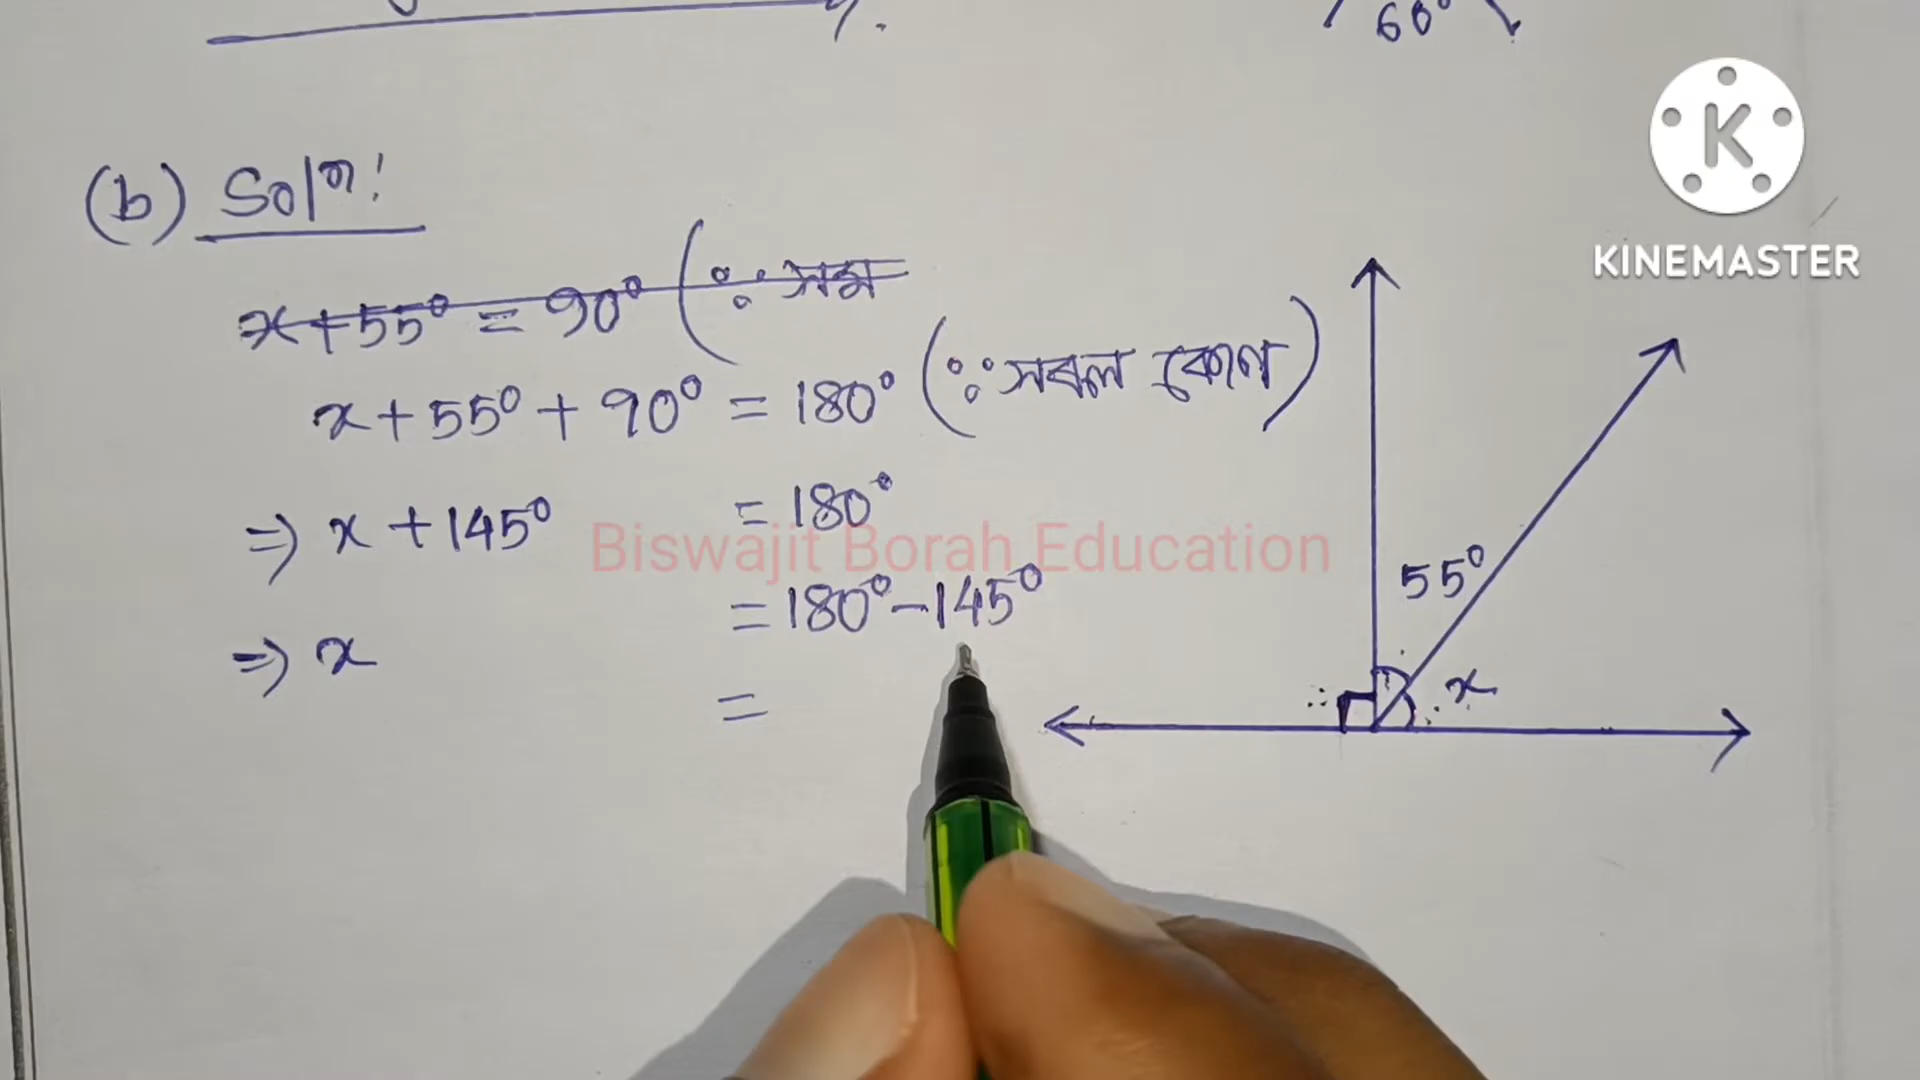 60°
K
KINEMASTER
(b) Solⁿ:
x + 55° = 90° (∵ সম
x + 55° + 90° = 180° (∵ সৰল কোণ)
⇒ x + 145° = 180°
Biswajit Borah Education
= 180° - 145°
⇒ x
=
55°
x